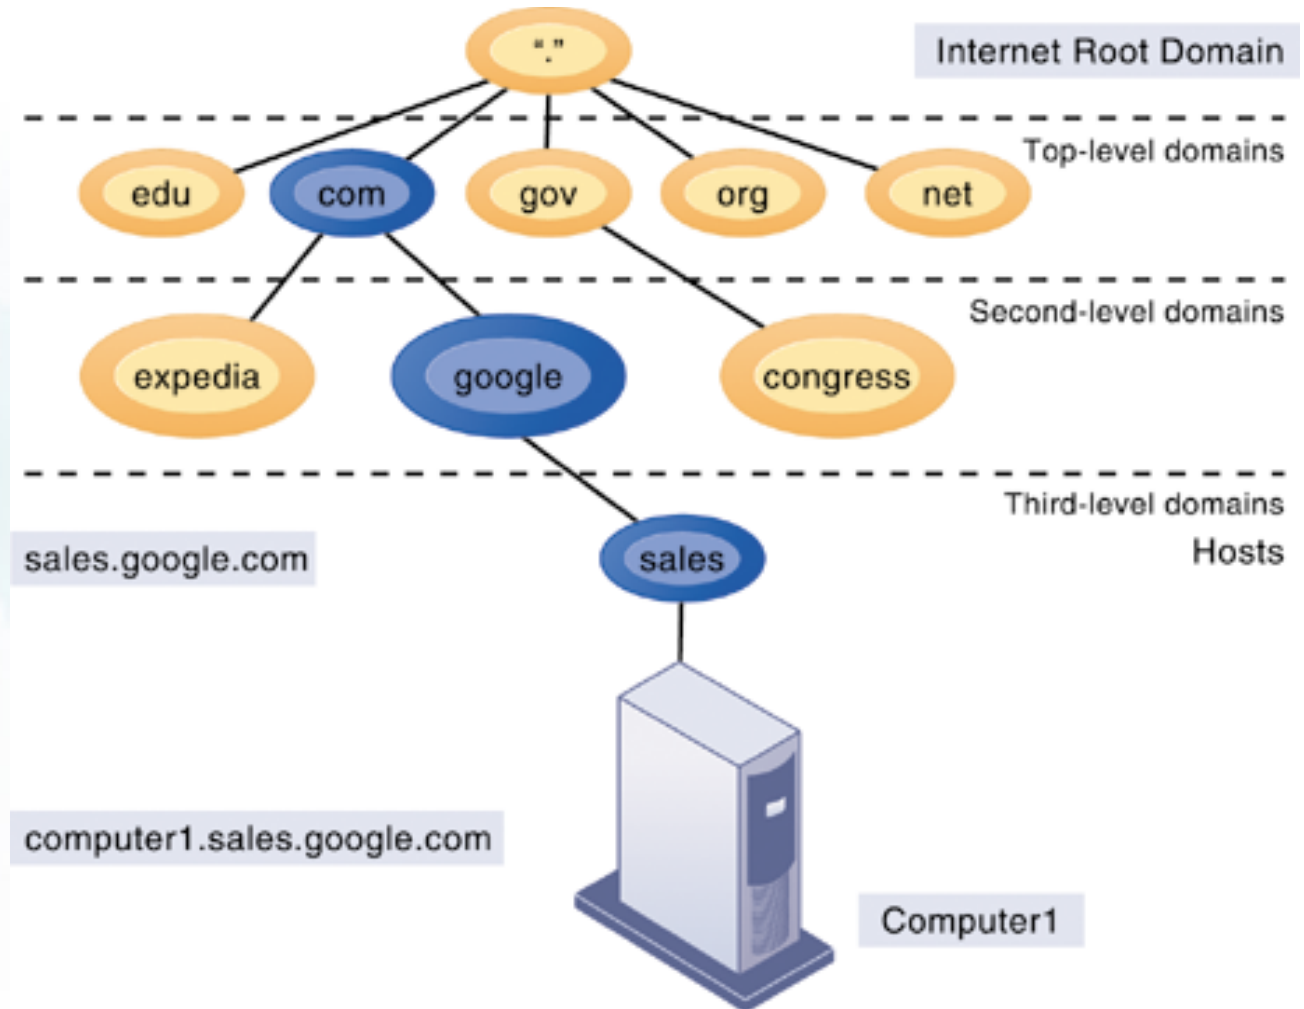 “.”
Internet Root Domain
Top-level domains
edu
com
gov
org
net
Second-level domains
expedia
google
congress
Third-level domains
Hosts
sales.google.com
sales
computer1.sales.google.com
Computer1